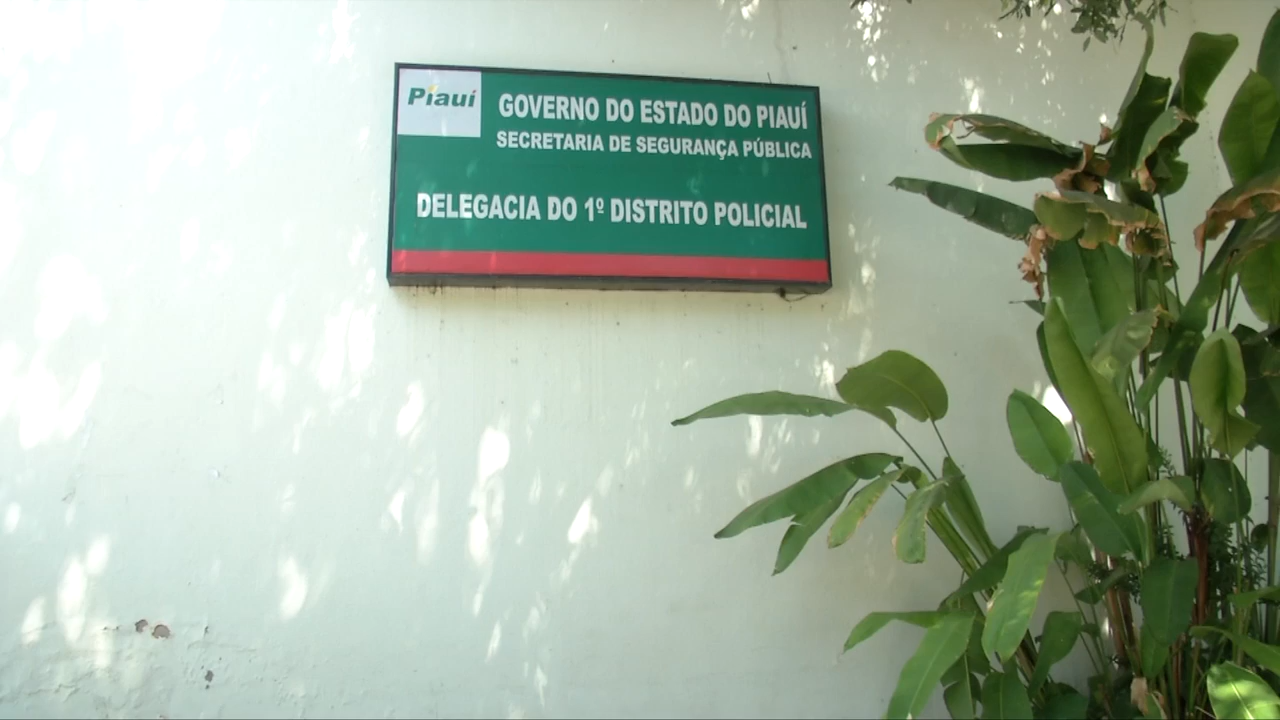 Piauí
GOVERNO DO ESTADO DO PIAUÍ
SECRETARIA DE SEGURANÇA PÚBLICA
DELEGACIA DO 1º DISTRITO POLICIAL